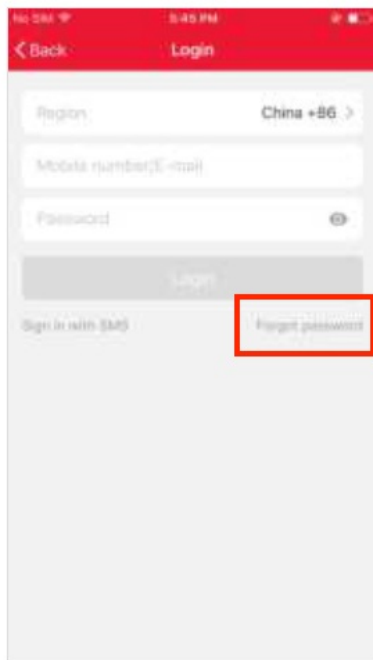 No SIM 5:45 PM
Back Login
Region China +86
Mobile number/E-mail
Password
Login
Sign in with SMS Forgot password